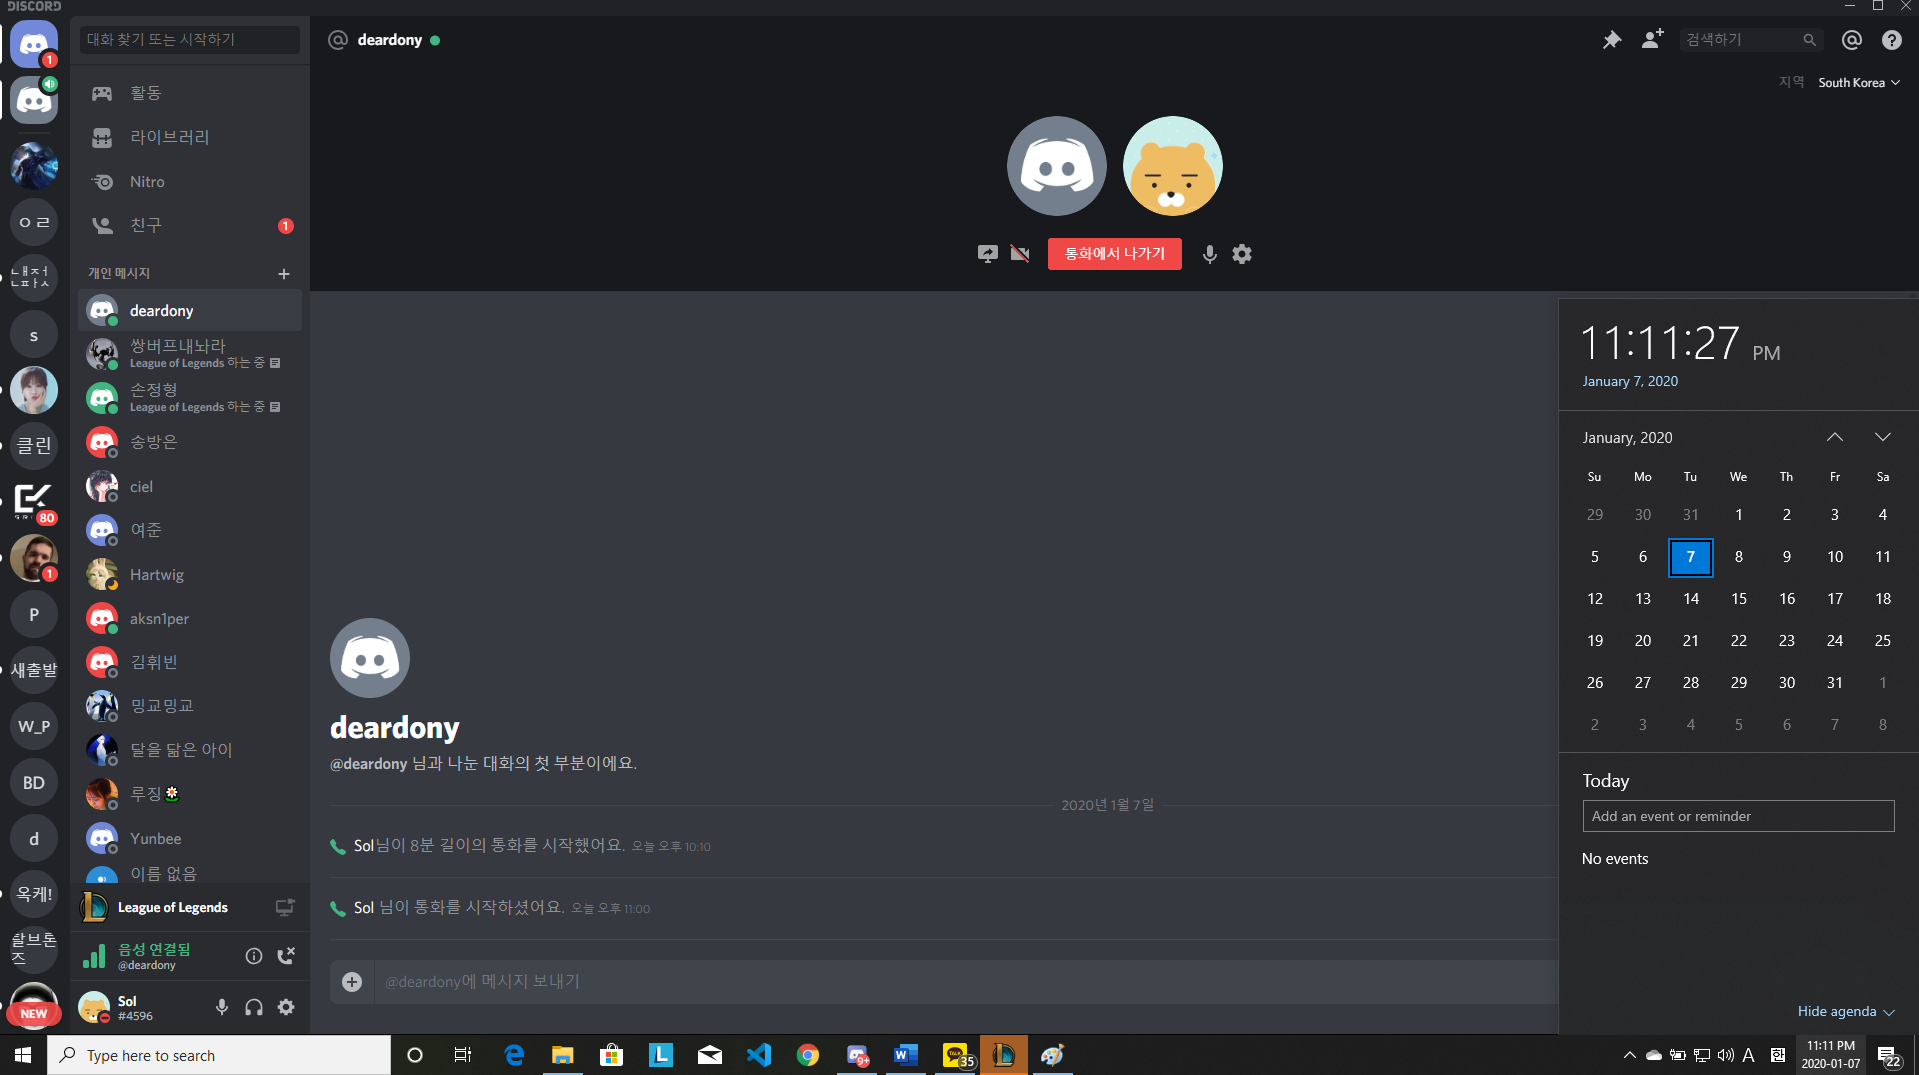 DISCORD
대화 찾기 또는 시작하기
deardony
검색하기
지역 South Korea
1
활동
라이브러리
Nitro
친구 1
통화에서 나가기
개인 메시지
deardony
쌍버프내놔라
League of Legends 하는 중
손정형
League of Legends 하는 중
송방은
ciel
여준
Hartwig
aksn1per
김휘빈
밍교밍교
달을 닮은 아이
루징
Yunbee
이름 없음
ㅇㄹ
s
클린
80
1
P
새출발
W_P
BD
d
옥케!
NEW
League of Legends
음성 연결됨
@deardony
Sol
#4596
deardony
@deardony 님과 나눈 대화의 첫 부분이에요.
2020년 1월 7일
Sol님이 8분 길이의 통화를 시작했어요. 오늘 오후 10:10
Sol 님이 통화를 시작하셨어요. 오늘 오후 11:00
@deardony에 메시지 보내기
11:11:27 PM
January 7, 2020
January, 2020
Su Mo Tu We Th Fr Sa
29 30 31 1 2 3 4
5 6 7 8 9 10 11
12 13 14 15 16 17 18
19 20 21 22 23 24 25
26 27 28 29 30 31 1
2 3 4 5 6 7 8
Today
Add an event or reminder
No events
Hide agenda
Type here to search
L
9+
W
TALK
35
A
11:11 PM
2020-01-07
22